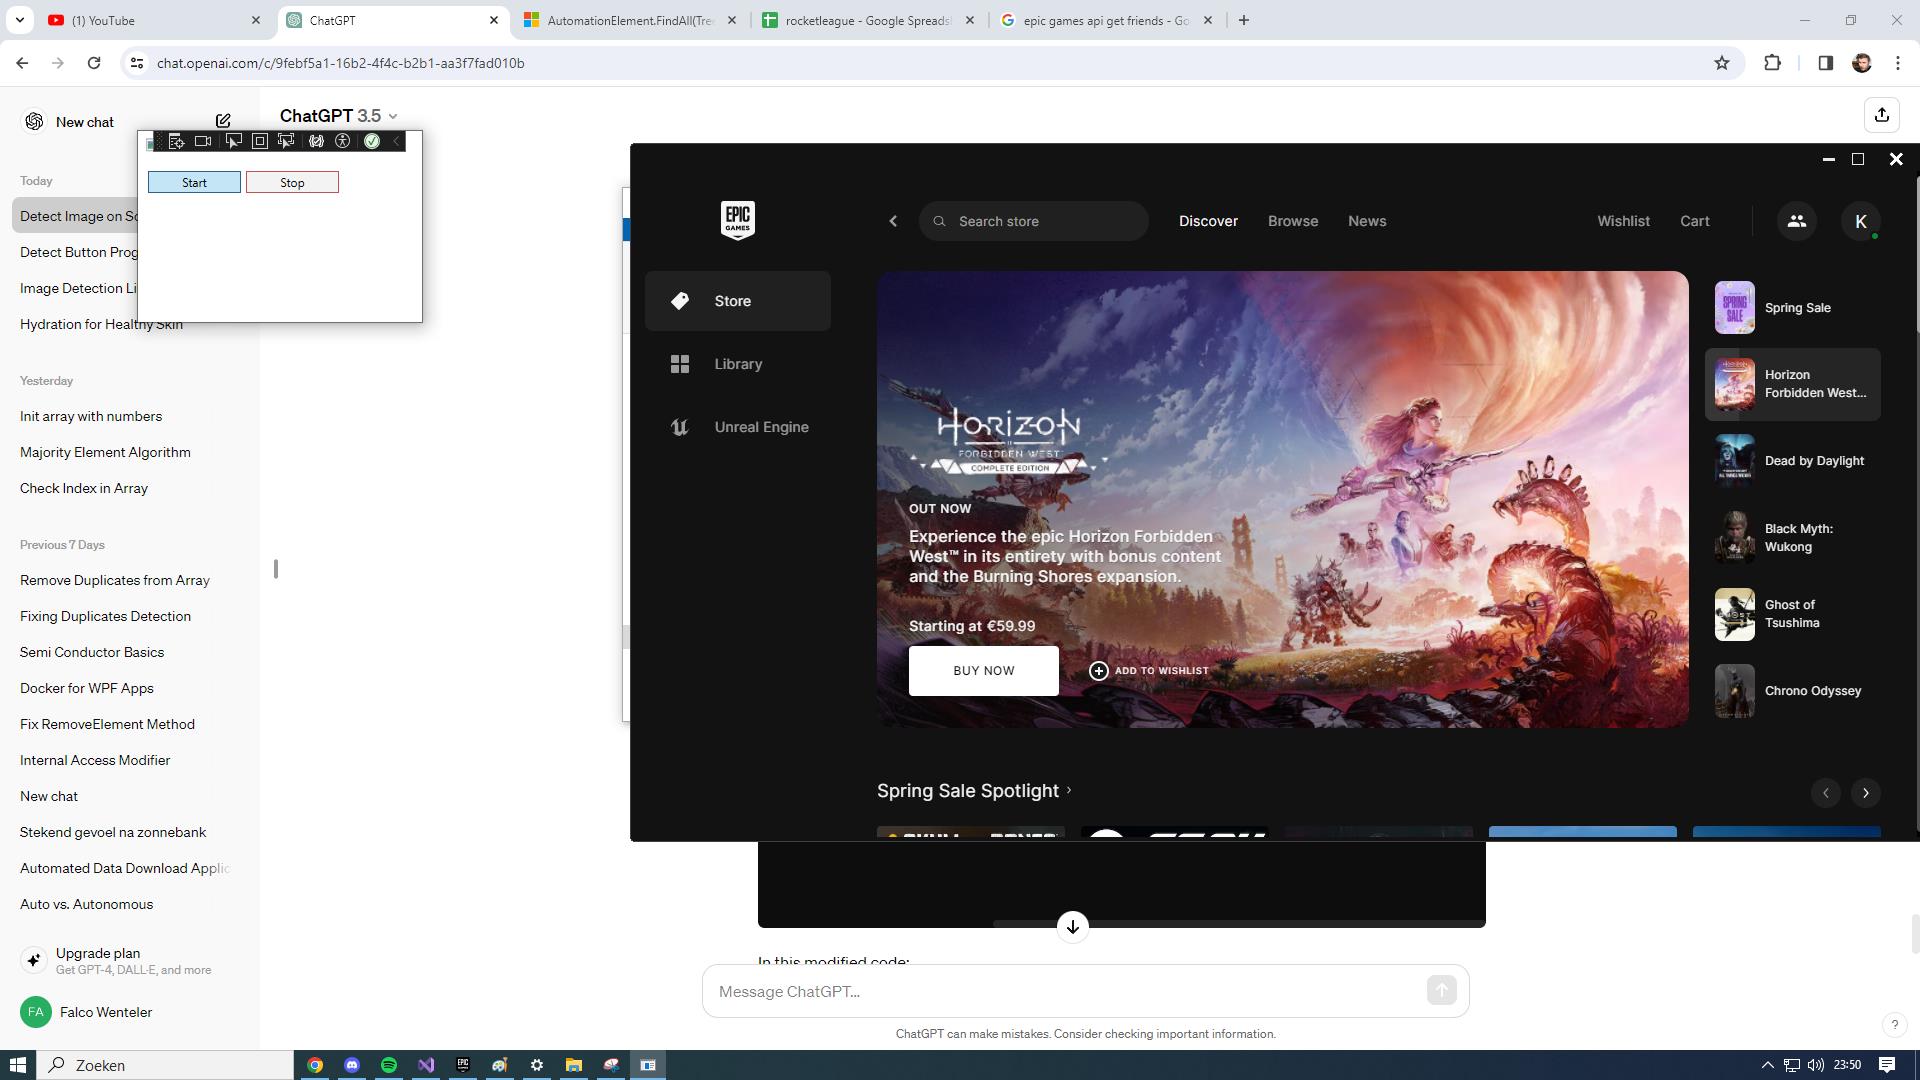 (1) YouTube
ChatGPT
AutomationElement.FindAll(Tre
rocketleague - Google Spreads
epic games api get friends - Go
chat.openai.com/c/9febf5a1-16b2-4f4c-b2b1-aa3f7fad010b
New chat
ChatGPT 3.5
Start
Stop
Today
Detect Image on Sc
Detect Button Prog
Image Detection Li
Hydration for Healthy Skin
Yesterday
Init array with numbers
Majority Element Algorithm
Check Index in Array
Previous 7 Days
Remove Duplicates from Array
Fixing Duplicates Detection
Semi Conductor Basics
Docker for WPF Apps
Fix RemoveElement Method
Internal Access Modifier
New chat
Stekend gevoel na zonnebank
Automated Data Download Applic
Auto vs. Autonomous
Upgrade plan
Get GPT-4, DALL·E, and more
FA
Falco Wenteler
EPIC
GAMES
Search store
Discover
Browse
News
Wishlist
Cart
K
Store
Library
Unreal Engine
HORIZON
FORBIDDEN WEST
COMPLETE EDITION
OUT NOW
Experience the epic Horizon Forbidden
West™ in its entirety with bonus content
and the Burning Shores expansion.
Starting at €59.99
BUY NOW
ADD TO WISHLIST
SPRING
SALE
Spring Sale
Horizon
Forbidden West...
Dead by Daylight
Black Myth:
Wukong
Ghost of
Tsushima
Chrono Odyssey
Spring Sale Spotlight
In this modified code:
Message ChatGPT...
ChatGPT can make mistakes. Consider checking important information.
?
Zoeken
23:50